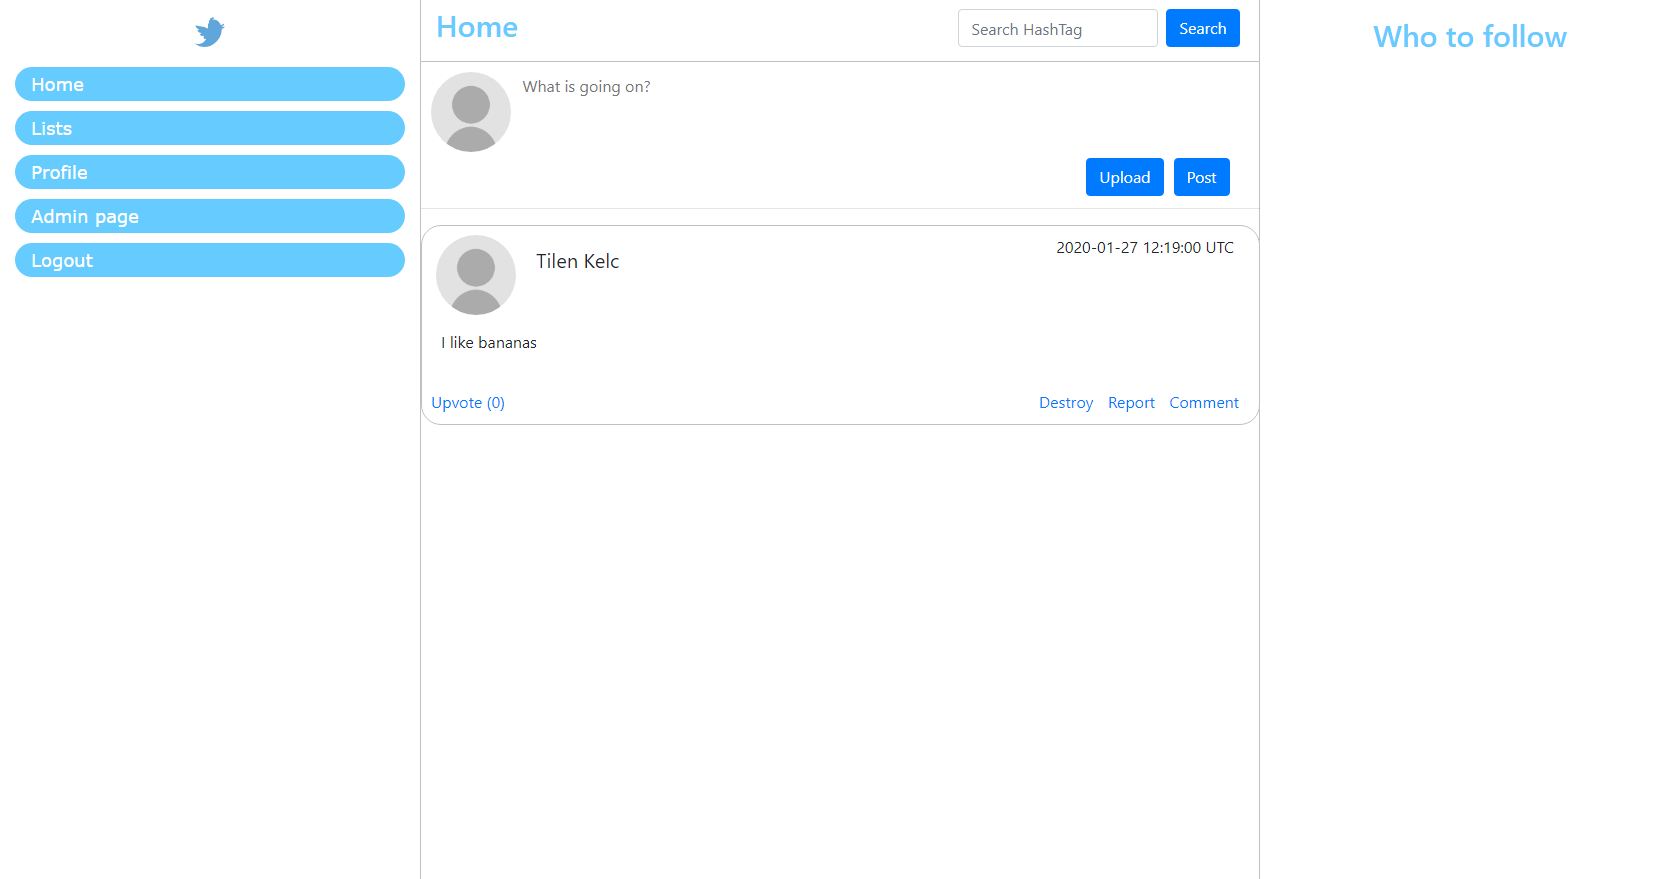 Home
Lists
Profile
Admin page
Logout
Home
Search HashTag
Search
What is going on?
Upload
Post
Tilen Kelc
2020-01-27 12:19:00 UTC
I like bananas
Upvote (0)
Destroy
Report
Comment
Who to follow